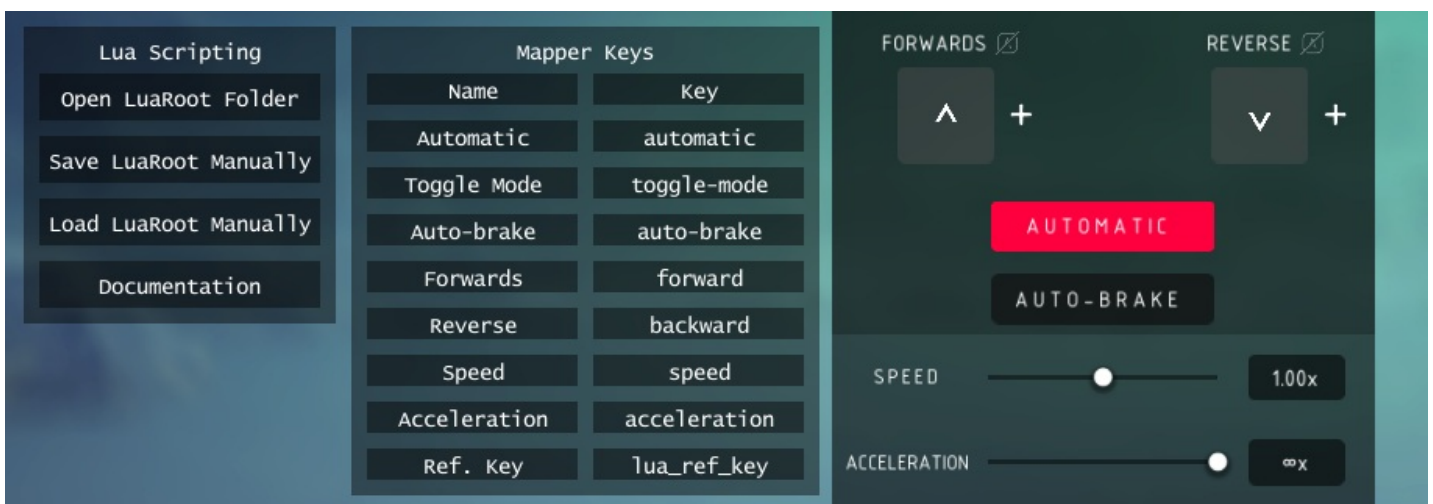 Lua Scripting
Open LuaRoot Folder
Save LuaRoot Manually
Load LuaRoot Manually
Documentation
Mapper Keys
Name Key
Automatic automatic
Toggle Mode toggle-mode
Auto-brake auto-brake
Forwards forward
Reverse backward
Speed speed
Acceleration acceleration
Ref. Key lua_ref_key
FORWARDS REVERSE
^ + v +
AUTOMATIC
AUTO-BRAKE
SPEED 1.00x
ACCELERATION ∞x